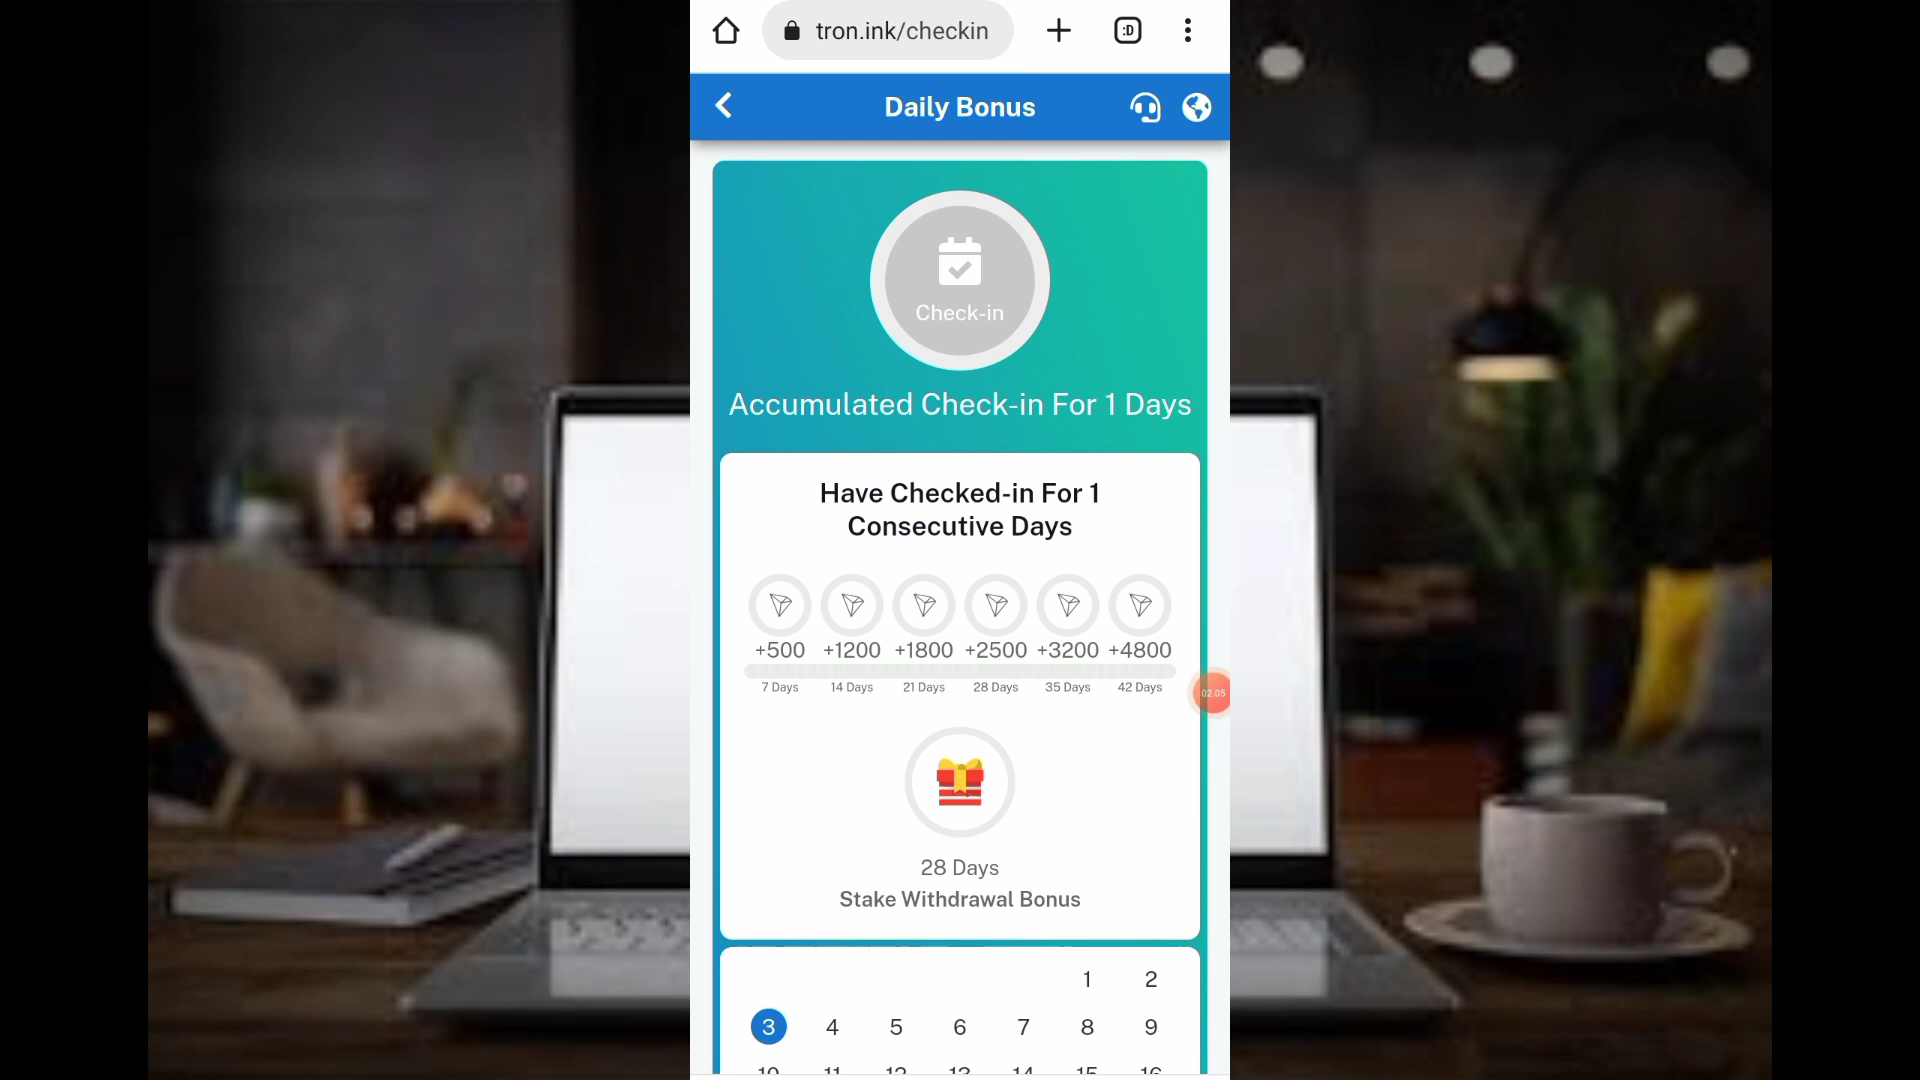 tron.ink/checkin
:D
Daily Bonus
Check-in
Accumulated Check-in For 1 Days
Have Checked-in For 1
Consecutive Days
+500 +1200 +1800 +2500 +3200 +4800
7 Days 14 Days 21 Days 28 Days 35 Days 42 Days
02:05
28 Days
Stake Withdrawal Bonus
1 2
3 4 5 6 7 8 9
10 11 12 13 14 15 16